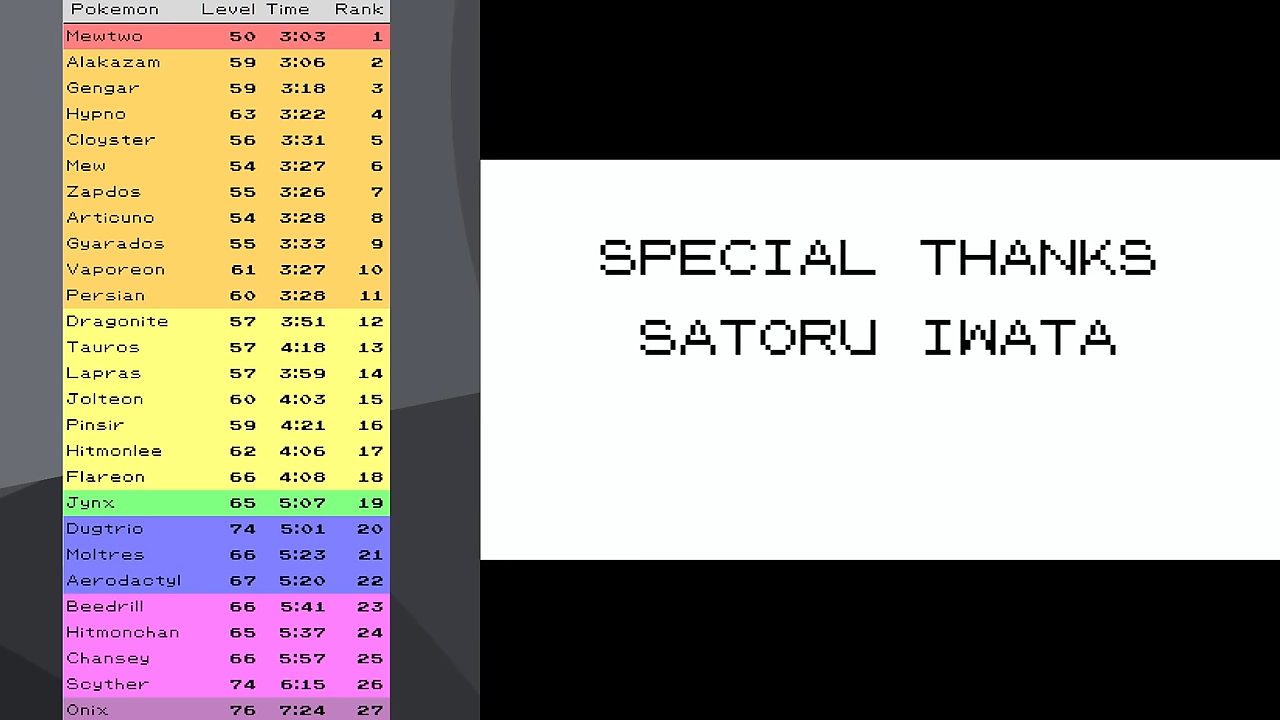 Pokemon Level Time Rank
Mewtwo 50 3:03 1
Alakazam 59 3:06 2
Gengar 59 3:18 3
Hypno 63 3:22 4
Cloyster 56 3:31 5
Mew 54 3:27 6
Zapdos 55 3:26 7
Articuno 54 3:28 8
Gyarados 55 3:33 9
Vaporeon 61 3:27 10
Persian 60 3:28 11
Dragonite 57 3:51 12
Tauros 57 4:18 13
Lapras 57 3:59 14
Jolteon 60 4:03 15
Pinsir 59 4:21 16
Hitmonlee 62 4:06 17
Flareon 66 4:08 18
Jynx 65 5:07 19
Dugtrio 74 5:01 20
Moltres 66 5:23 21
Aerodactyl 67 5:20 22
Beedrill 66 5:41 23
Hitmonchan 65 5:37 24
Chansey 66 5:57 25
Scyther 74 6:15 26
Onix 76 7:24 27
SPECIAL THANKS
SATORU IWATA